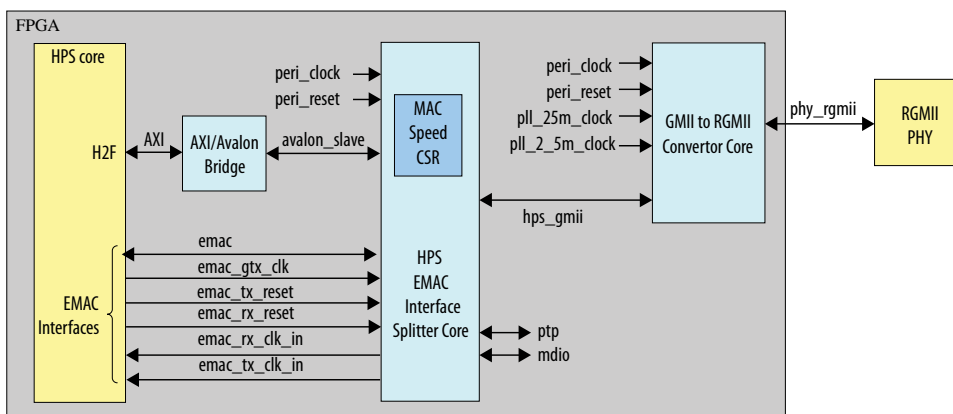 FPGA
HPS core
H2F
AXI
AXI/Avalon
Bridge
avalon_slave
peri_clock
peri_reset
MAC
Speed
CSR
HPS
EMAC
Interface
Splitter Core
peri_clock
peri_reset
pll_25m_clock
pll_2_5m_clock
GMII to RGMII
Convertor Core
phy_rgmii
RGMII
PHY
hps_gmii
EMAC
Interfaces
emac
emac_gtx_clk
emac_tx_reset
emac_rx_reset
emac_rx_clk_in
emac_tx_clk_in
ptp
mdio